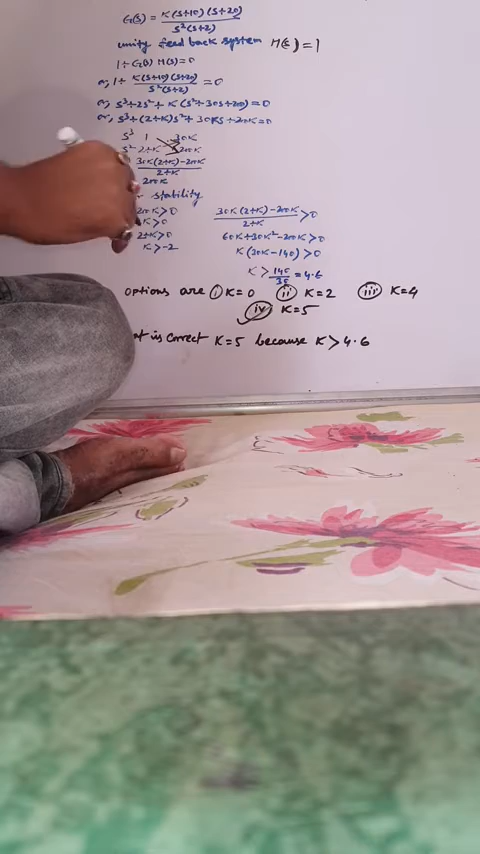 G(s) = K(s+10)(s+20) / s²(s+2)
unity feed back system H(s) = 1
1 + G(s) H(s) = 0
or, 1 + K(s+10)(s+20) / s²(s+2) = 0
or, s³+2s² + K(s²+30s+200) = 0
or, s³+(2+K)s²+ 30Ks +200K = 0
s³ 1 30K
s² 2+K 200K
30K(2+K)-200K / 2+K
200K
stability
200K>0 30K(2+K)-200K / 2+K >0
K>0
2+K>0 60K+30K²-200K>0
K>-2 K(30K-140) >0
K > 140/30 = 4.6
options are (i) K=0 (ii) K=2 (iii) K=4
(iv) K=5
is correct K=5 because K>4.6